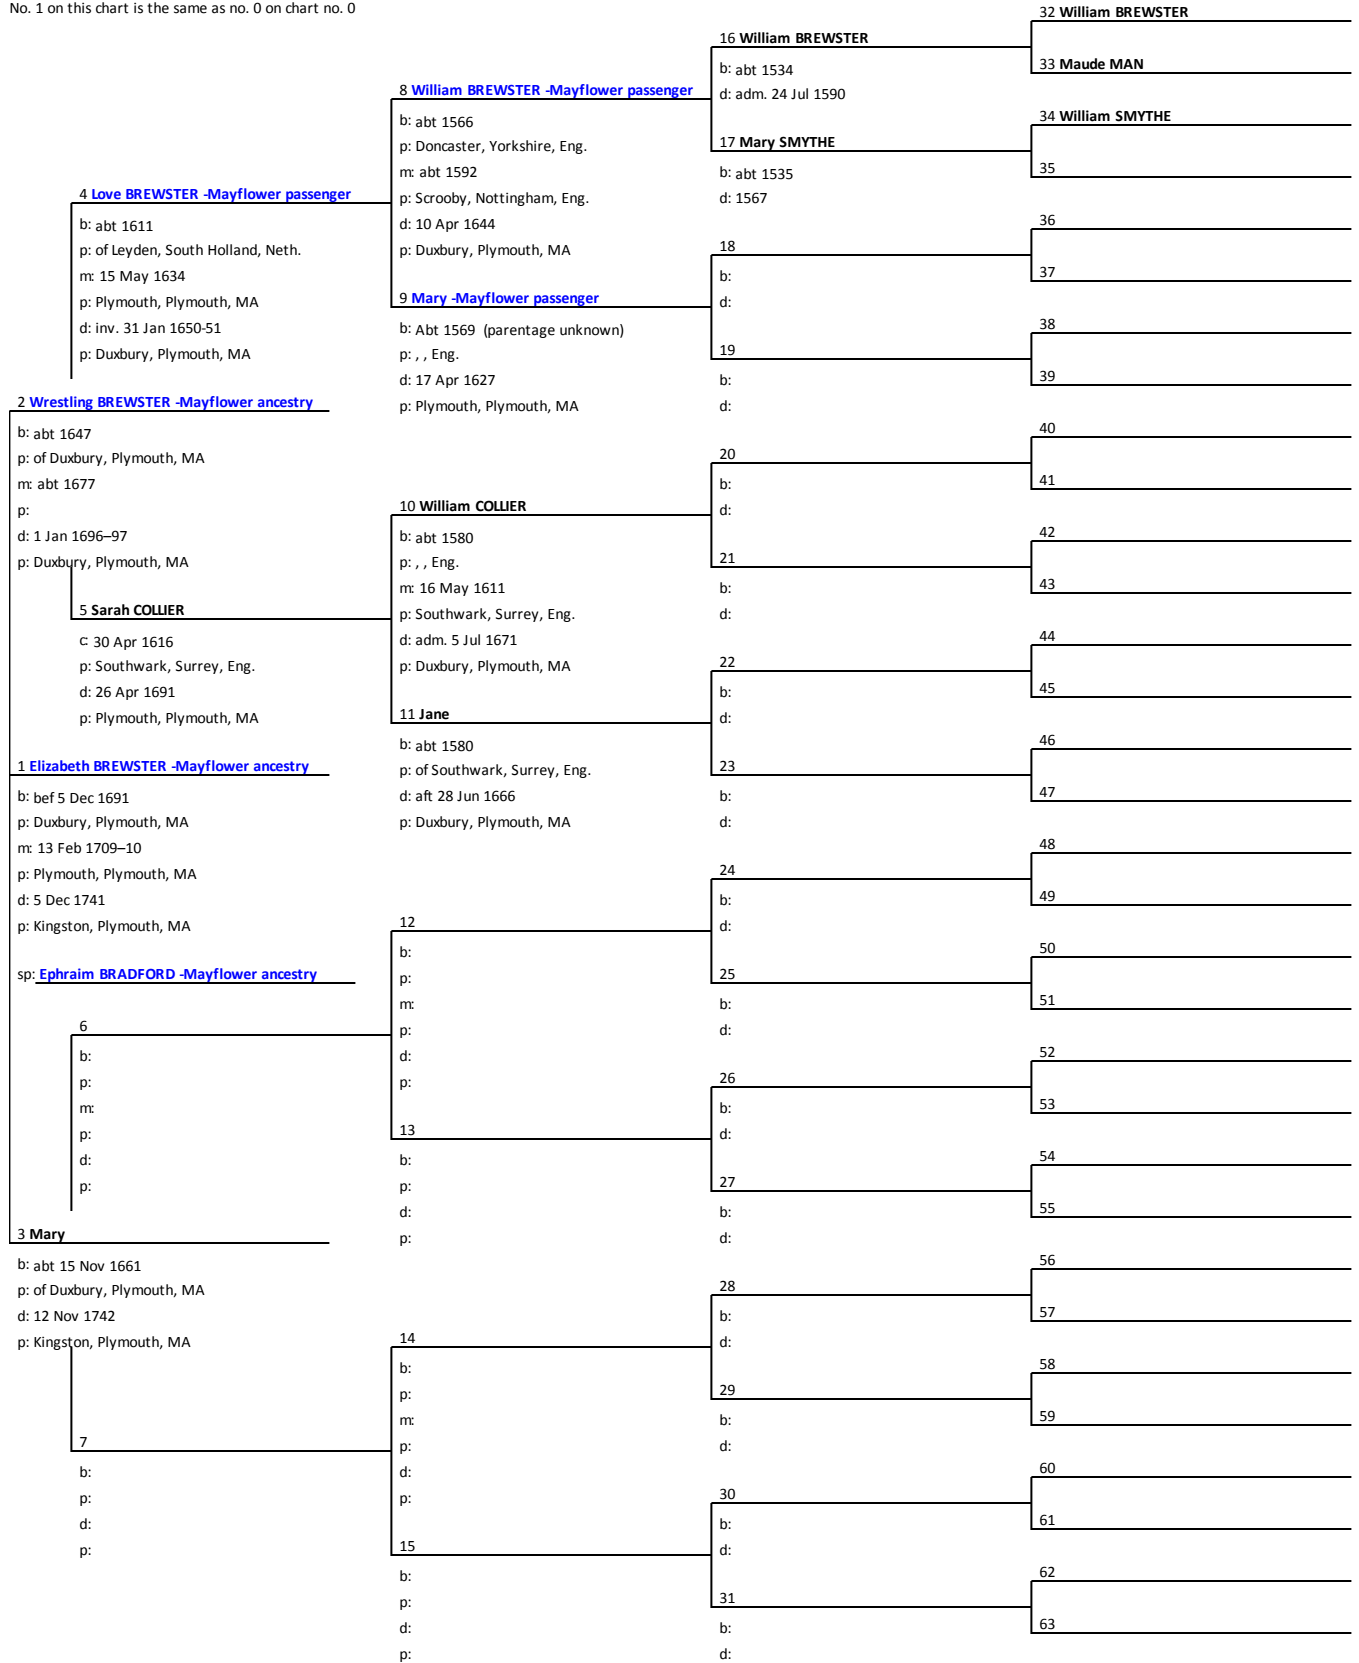 No. 1 on this chart is the same as no. 0 on chart no. 0
4 Love BREWSTER -Mayflower passenger
b: abt 1611
p: of Leyden, South Holland, Neth.
m: 15 May 1634
p: Plymouth, Plymouth, MA
d: inv. 31 Jan 1650-51
p: Duxbury, Plymouth, MA
2 Wrestling BREWSTER -Mayflower ancestry
b: abt 1647
p: of Duxbury, Plymouth, MA
m: abt 1677
p:
d: 1 Jan 1696–97
p: Duxbury, Plymouth, MA
5 Sarah COLLIER
c: 30 Apr 1616
p: Southwark, Surrey, Eng.
d: 26 Apr 1691
p: Plymouth, Plymouth, MA
1 Elizabeth BREWSTER -Mayflower ancestry
b: bef 5 Dec 1691
p: Duxbury, Plymouth, MA
m: 13 Feb 1709–10
p: Plymouth, Plymouth, MA
d: 5 Dec 1741
p: Kingston, Plymouth, MA
sp: Ephraim BRADFORD -Mayflower ancestry
6
b:
p:
m:
p:
d:
p:
3 Mary
b: abt 15 Nov 1661
p: of Duxbury, Plymouth, MA
d: 12 Nov 1742
p: Kingston, Plymouth, MA
7
b:
p:
d:
p:
8 William BREWSTER -Mayflower passenger
b: abt 1566
p: Doncaster, Yorkshire, Eng.
m: abt 1592
p: Scrooby, Nottingham, Eng.
d: 10 Apr 1644
p: Duxbury, Plymouth, MA
9 Mary -Mayflower passenger
b: Abt 1569 (parentage unknown)
p: , , Eng.
d: 17 Apr 1627
p: Plymouth, Plymouth, MA
10 William COLLIER
b: abt 1580
p: , , Eng.
m: 16 May 1611
p: Southwark, Surrey, Eng.
d: adm. 5 Jul 1671
p: Duxbury, Plymouth, MA
11 Jane
b: abt 1580
p: of Southwark, Surrey, Eng.
d: aft 28 Jun 1666
p: Duxbury, Plymouth, MA
12
b:
p:
m:
p:
d:
p:
13
b:
p:
d:
p:
14
b:
p:
m:
p:
d:
p:
15
b:
p:
d:
p:
16 William BREWSTER
b: abt 1534
d: adm. 24 Jul 1590
17 Mary SMYTHE
b: abt 1535
d: 1567
18
b:
d:
19
b:
d:
20
b:
d:
21
b:
d:
22
b:
d:
23
b:
d:
24
b:
d:
25
b:
d:
26
b:
d:
27
b:
d:
28
b:
d:
29
b:
d:
30
b:
d:
31
b:
d:
32 William BREWSTER
33 Maude MAN
34 William SMYTHE
35
36
37
38
39
40
41
42
43
44
45
46
47
48
49
50
51
52
53
54
55
56
57
58
59
60
61
62
63